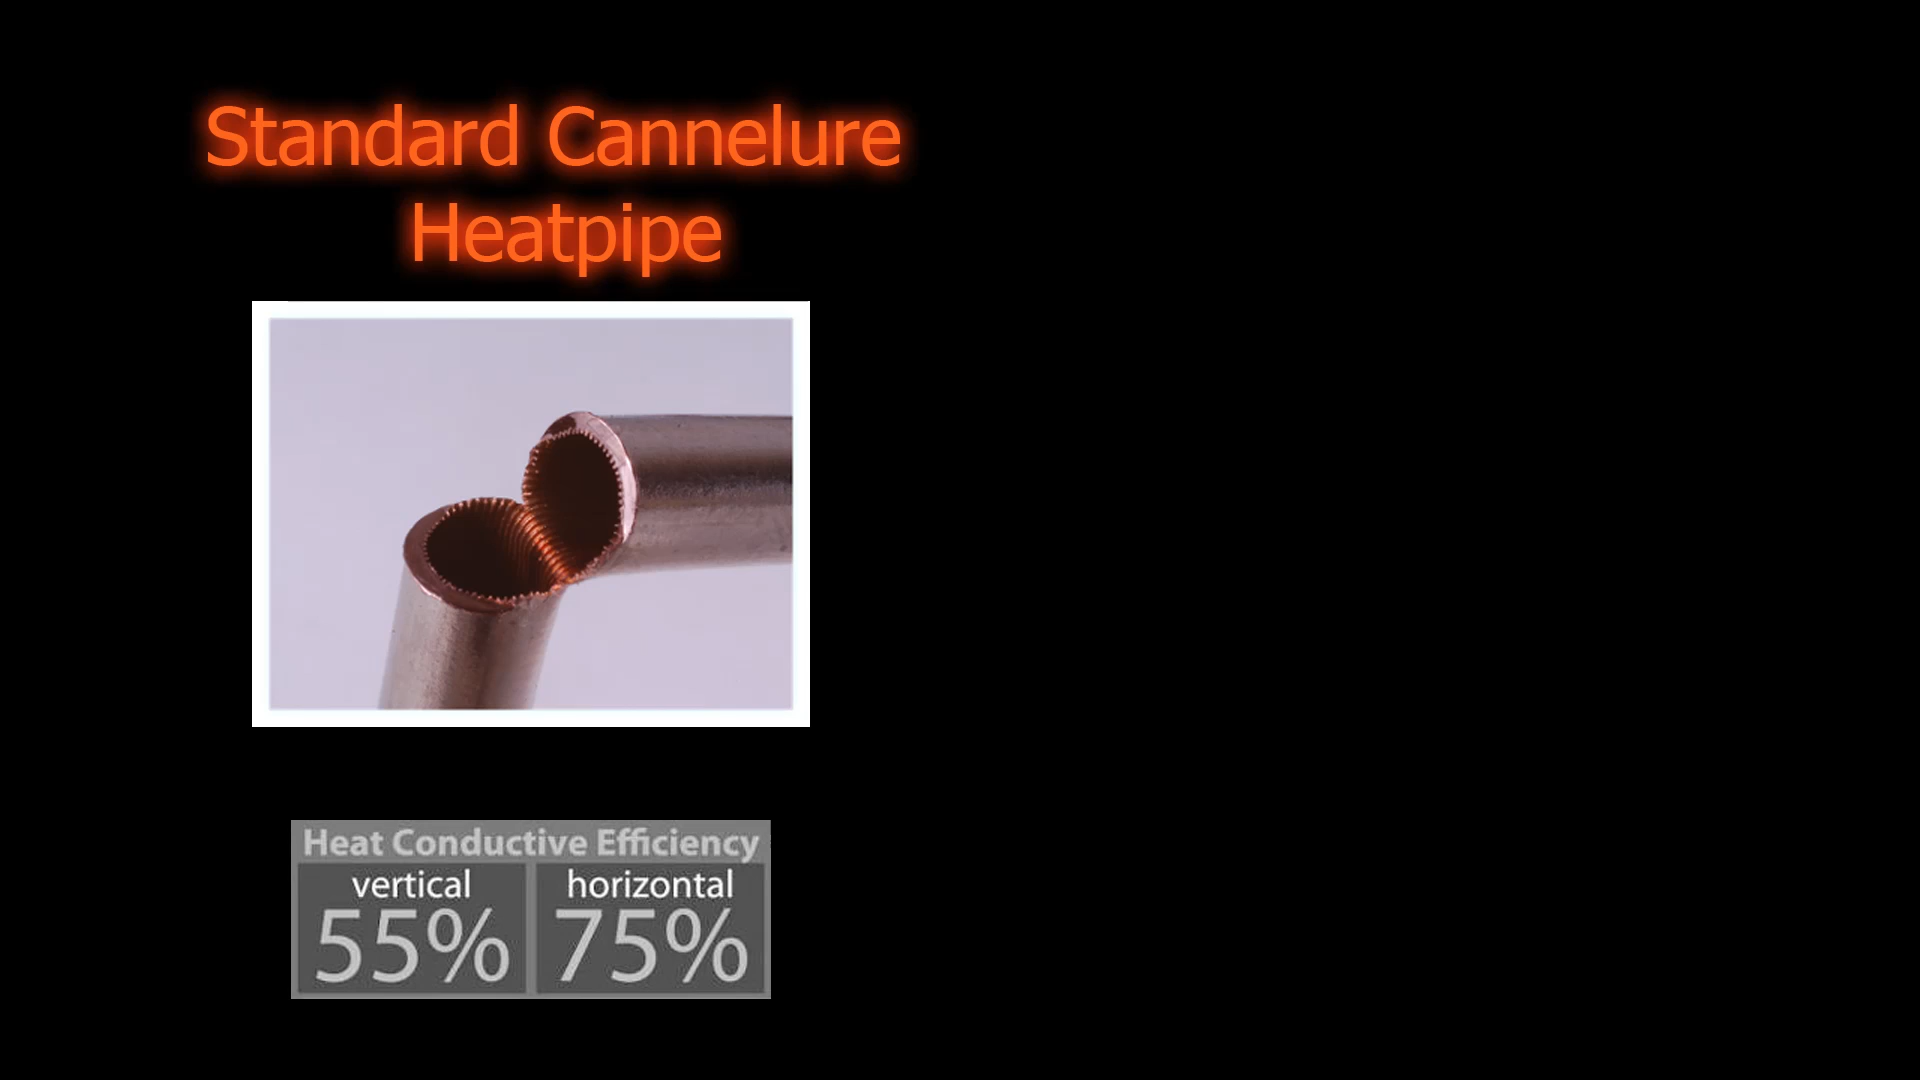 Standard Cannelure
Heatpipe
Heat Conductive Efficiency
vertical horizontal
55% 75%